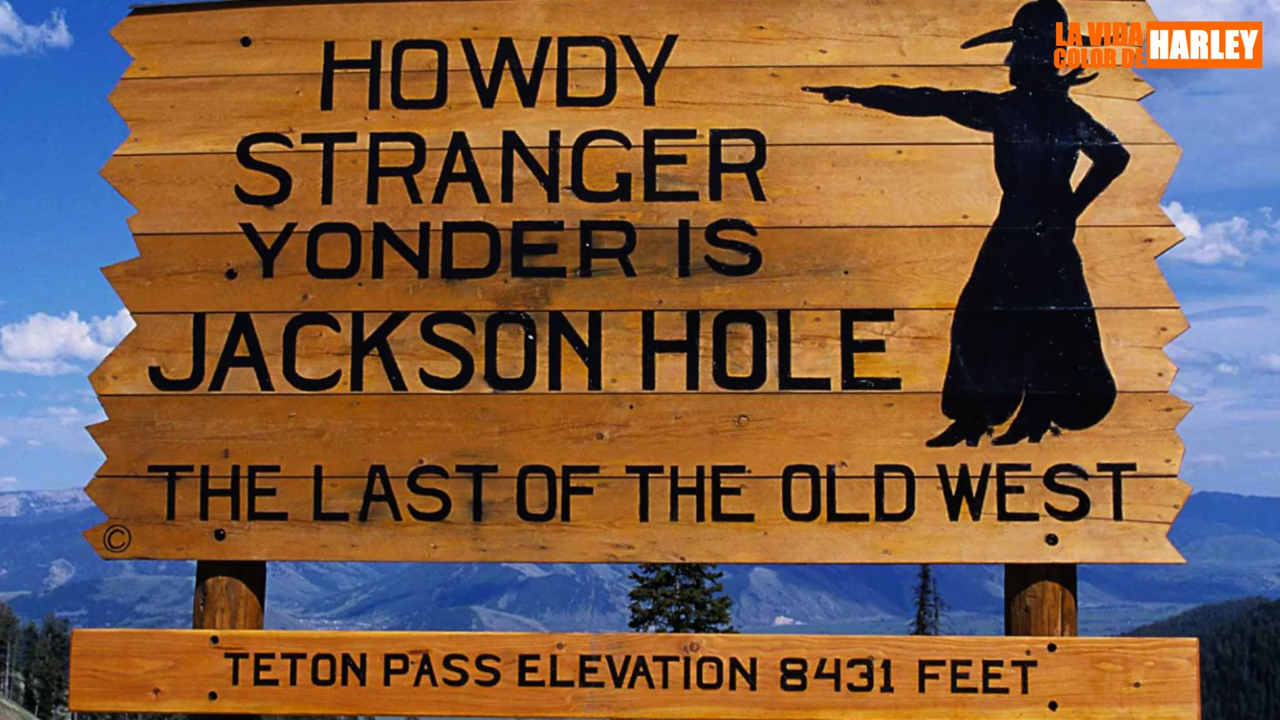 HOWDY
STRANGER
YONDER IS
JACKSON HOLE
THE LAST OF THE OLD WEST
©
TETON PASS ELEVATION 8431 FEET
LA VIDA
COLOR DE
HARLEY